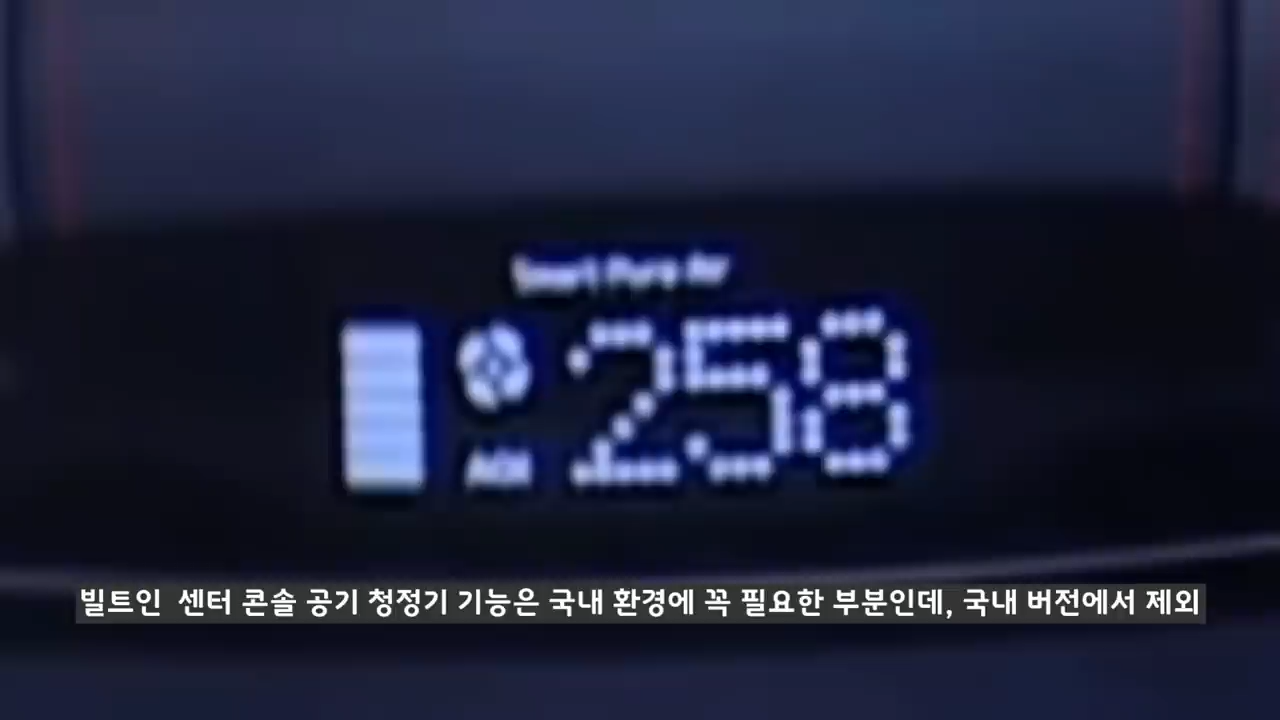 Smart Pure Air
AQI 258
빌트인 센터 콘솔 공기 청정기 기능은 국내 환경에 꼭 필요한 부분인데, 국내 버전에서 제외